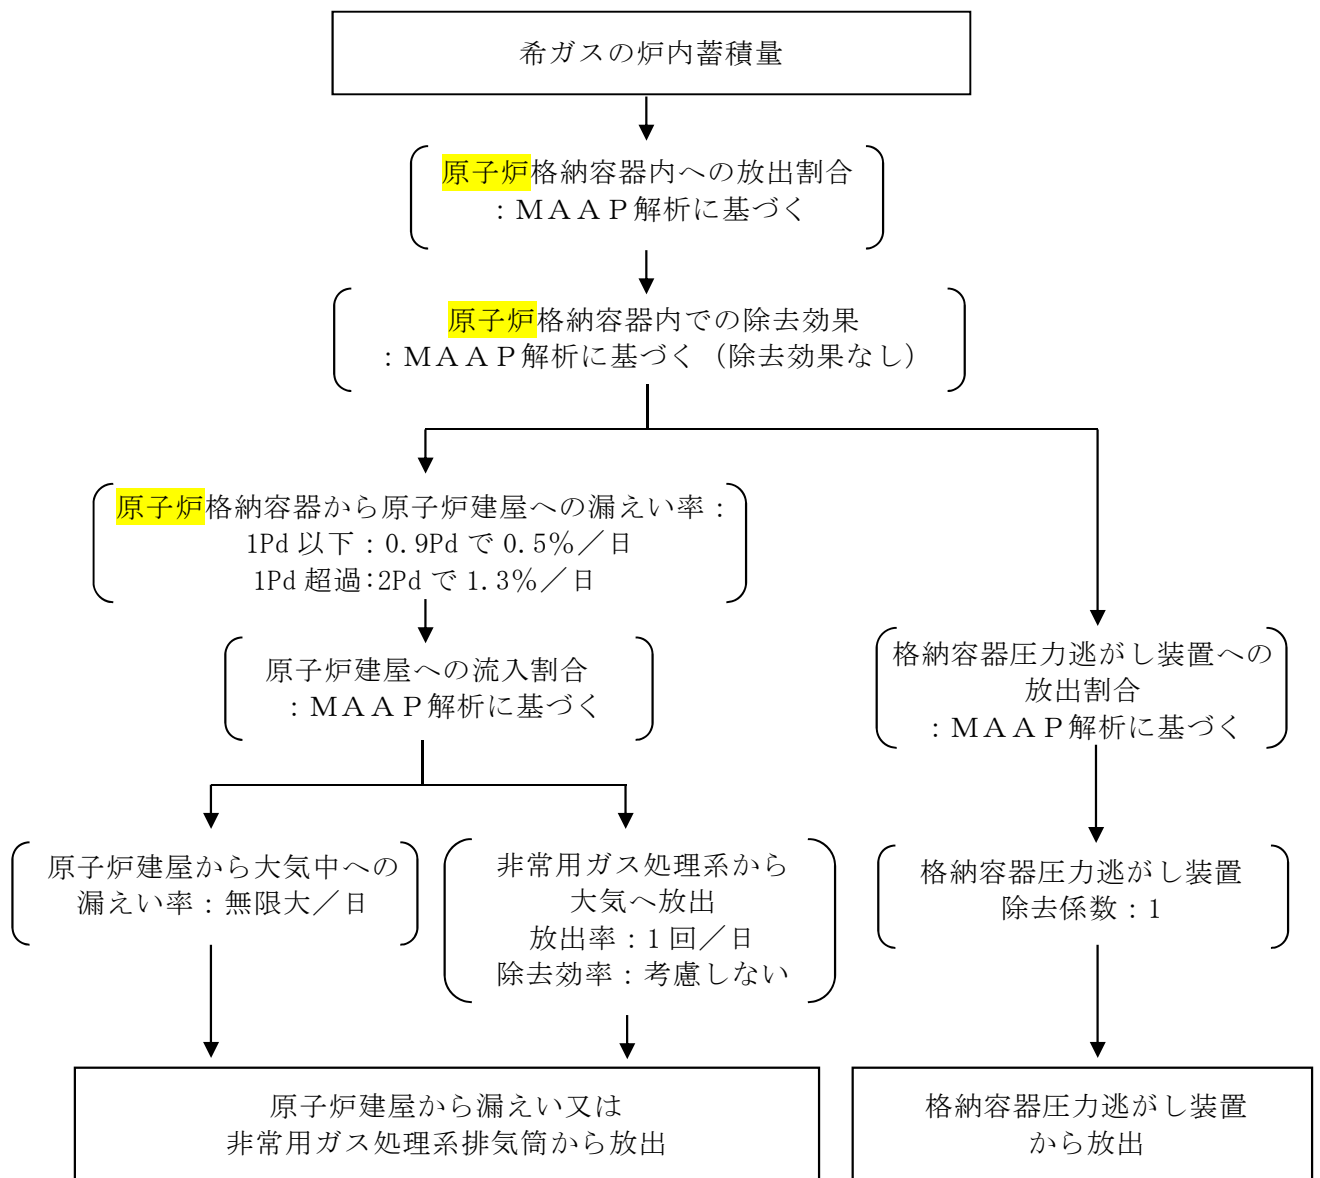 希ガスの炉内蓄積量
原子炉格納容器内への放出割合
：ＭＡＡＰ解析に基づく
原子炉格納容器内での除去効果
：ＭＡＡＰ解析に基づく（除去効果なし）
原子炉格納容器から原子炉建屋への漏えい率：
1Pd 以下：0.9Pd で 0.5％／日
1Pd 超過：2Pd で 1.3％／日
原子炉建屋への流入割合
：ＭＡＡＰ解析に基づく
格納容器圧力逃がし装置への
放出割合
：ＭＡＡＰ解析に基づく
原子炉建屋から大気中への
漏えい率：無限大／日
非常用ガス処理系から
大気へ放出
放出率：1 回／日
除去効率：考慮しない
格納容器圧力逃がし装置
除去係数：1
原子炉建屋から漏えい又は
非常用ガス処理系排気筒から放出
格納容器圧力逃がし装置
から放出